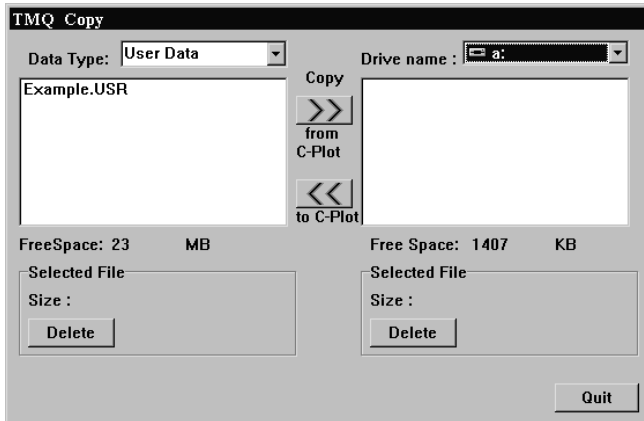 TMQ Copy
Data Type: User Data
Drive name : a:
Example.USR
Copy
>>
from
C-Plot
<<
to C-Plot
FreeSpace: 23 MB
Free Space: 1407 KB
Selected File
Size :
Delete
Selected File
Size :
Delete
Quit